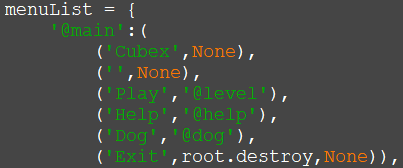 menuList = {
    '@main':(
        ('Cubex',None),
        ('',None),
        ('Play','@level'),
        ('Help','@help'),
        ('Dog','@dog'),
        ('Exit',root.destroy,None)),